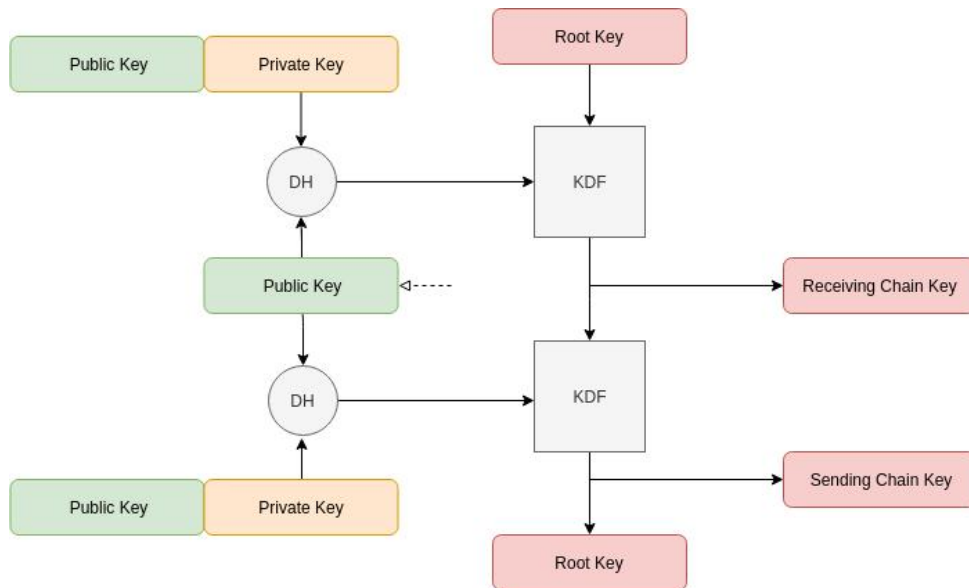 Root Key
Public Key Private Key
DH KDF
Public Key Receiving Chain Key
DH KDF
Public Key Private Key Sending Chain Key
Root Key